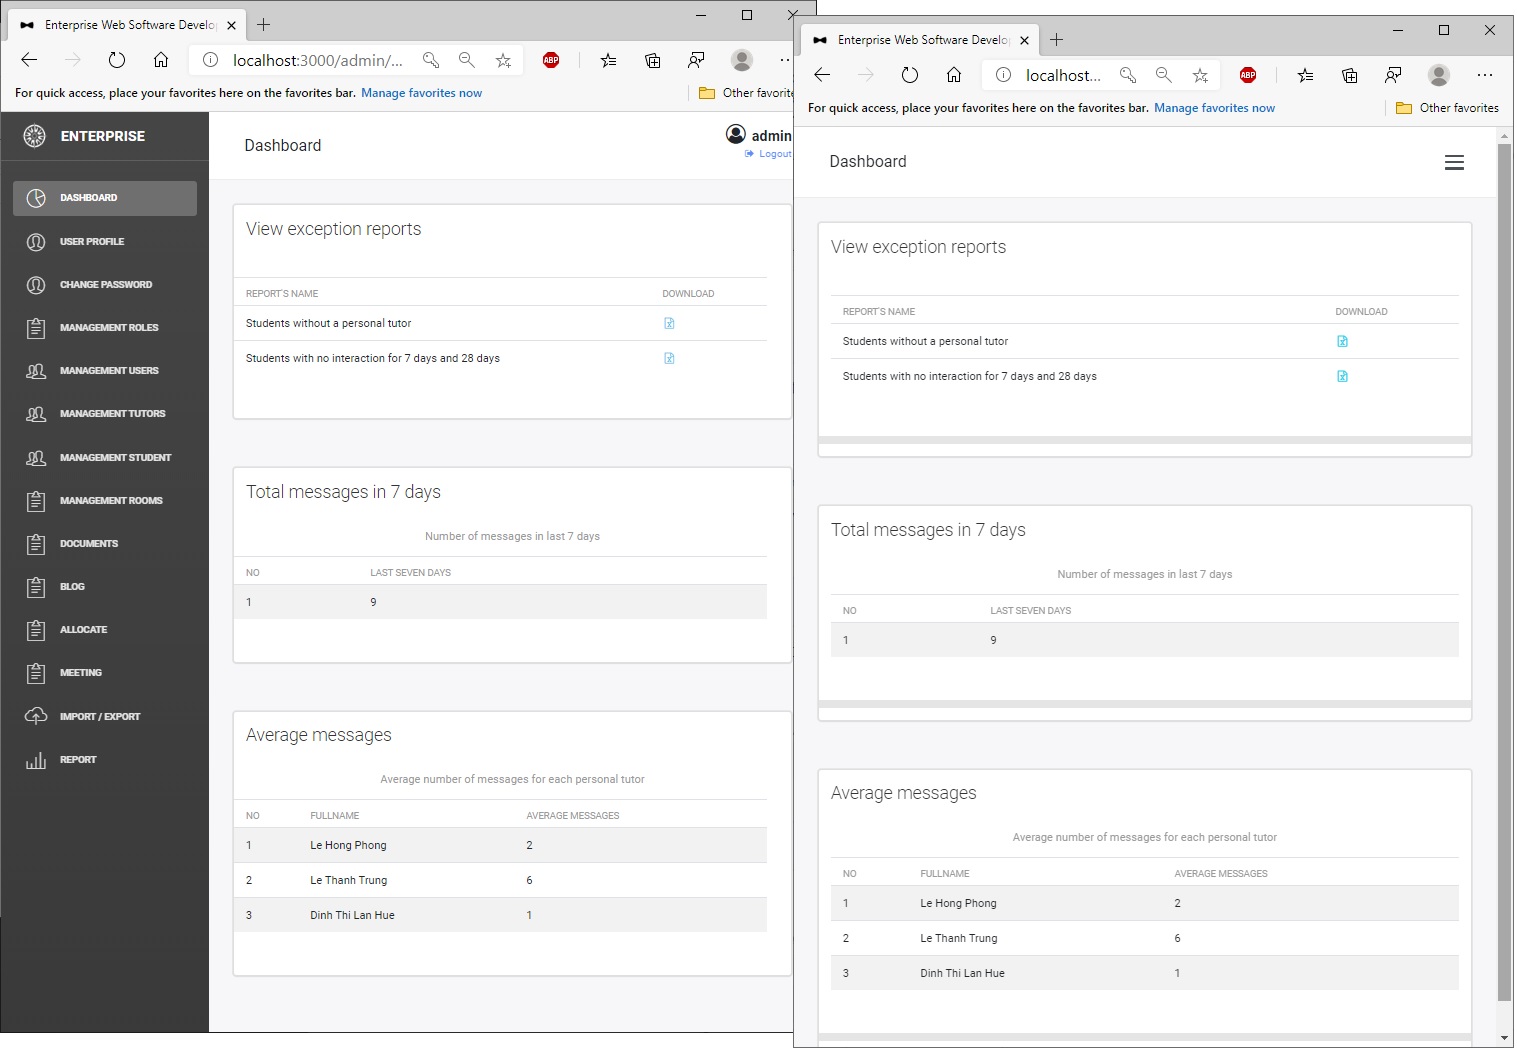 Enterprise Web Software Develo
localhost:3000/admin/...
ABP
For quick access, place your favorites here on the favorites bar. Manage favorites now
Other favorite
ENTERPRISE
DASHBOARD
USER PROFILE
CHANGE PASSWORD
MANAGEMENT ROLES
MANAGEMENT USERS
MANAGEMENT TUTORS
MANAGEMENT STUDENT
MANAGEMENT ROOMS
DOCUMENTS
BLOG
ALLOCATE
MEETING
IMPORT / EXPORT
REPORT
Dashboard
admin
Logout
View exception reports
REPORT'S NAME DOWNLOAD
Students without a personal tutor
Students with no interaction for 7 days and 28 days
Total messages in 7 days
Number of messages in last 7 days
NO LAST SEVEN DAYS
1 9
Average messages
Average number of messages for each personal tutor
NO FULLNAME AVERAGE MESSAGES
1 Le Hong Phong 2
2 Le Thanh Trung 6
3 Dinh Thi Lan Hue 1
Enterprise Web Software Develo
localhost...
ABP
For quick access, place your favorites here on the favorites bar. Manage favorites now
Other favorites
Dashboard
View exception reports
REPORT'S NAME DOWNLOAD
Students without a personal tutor
Students with no interaction for 7 days and 28 days
Total messages in 7 days
Number of messages in last 7 days
NO LAST SEVEN DAYS
1 9
Average messages
Average number of messages for each personal tutor
NO FULLNAME AVERAGE MESSAGES
1 Le Hong Phong 2
2 Le Thanh Trung 6
3 Dinh Thi Lan Hue 1